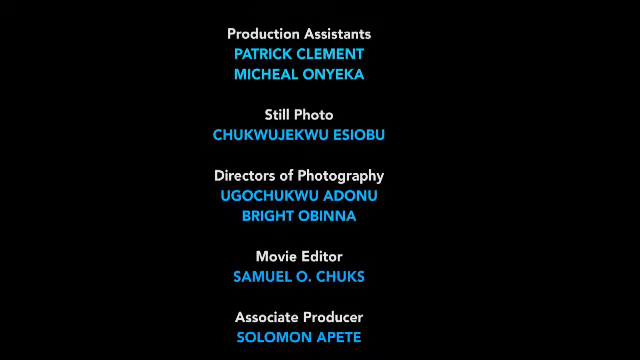 Production Assistants
PATRICK CLEMENT
MICHEAL ONYEKA
Still Photo
CHUKWUJEKWU ESIOBU
Directors of Photography
UGOCHUKWU ADONU
BRIGHT OBINNA
Movie Editor
SAMUEL O. CHUKS
Associate Producer
SOLOMON APETE